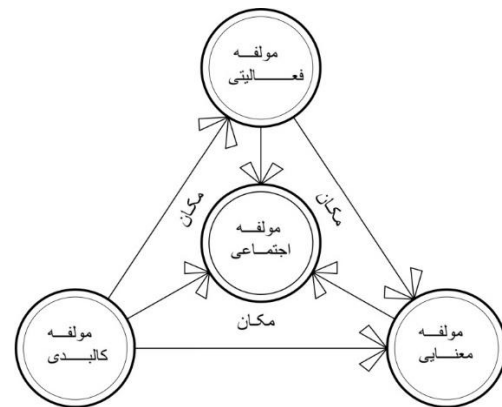 مولفه
فعالیتی
مکان
مکان
مولفه
اجتماعی
مکان
مولفه
معنایی
مولفه
کالبدی